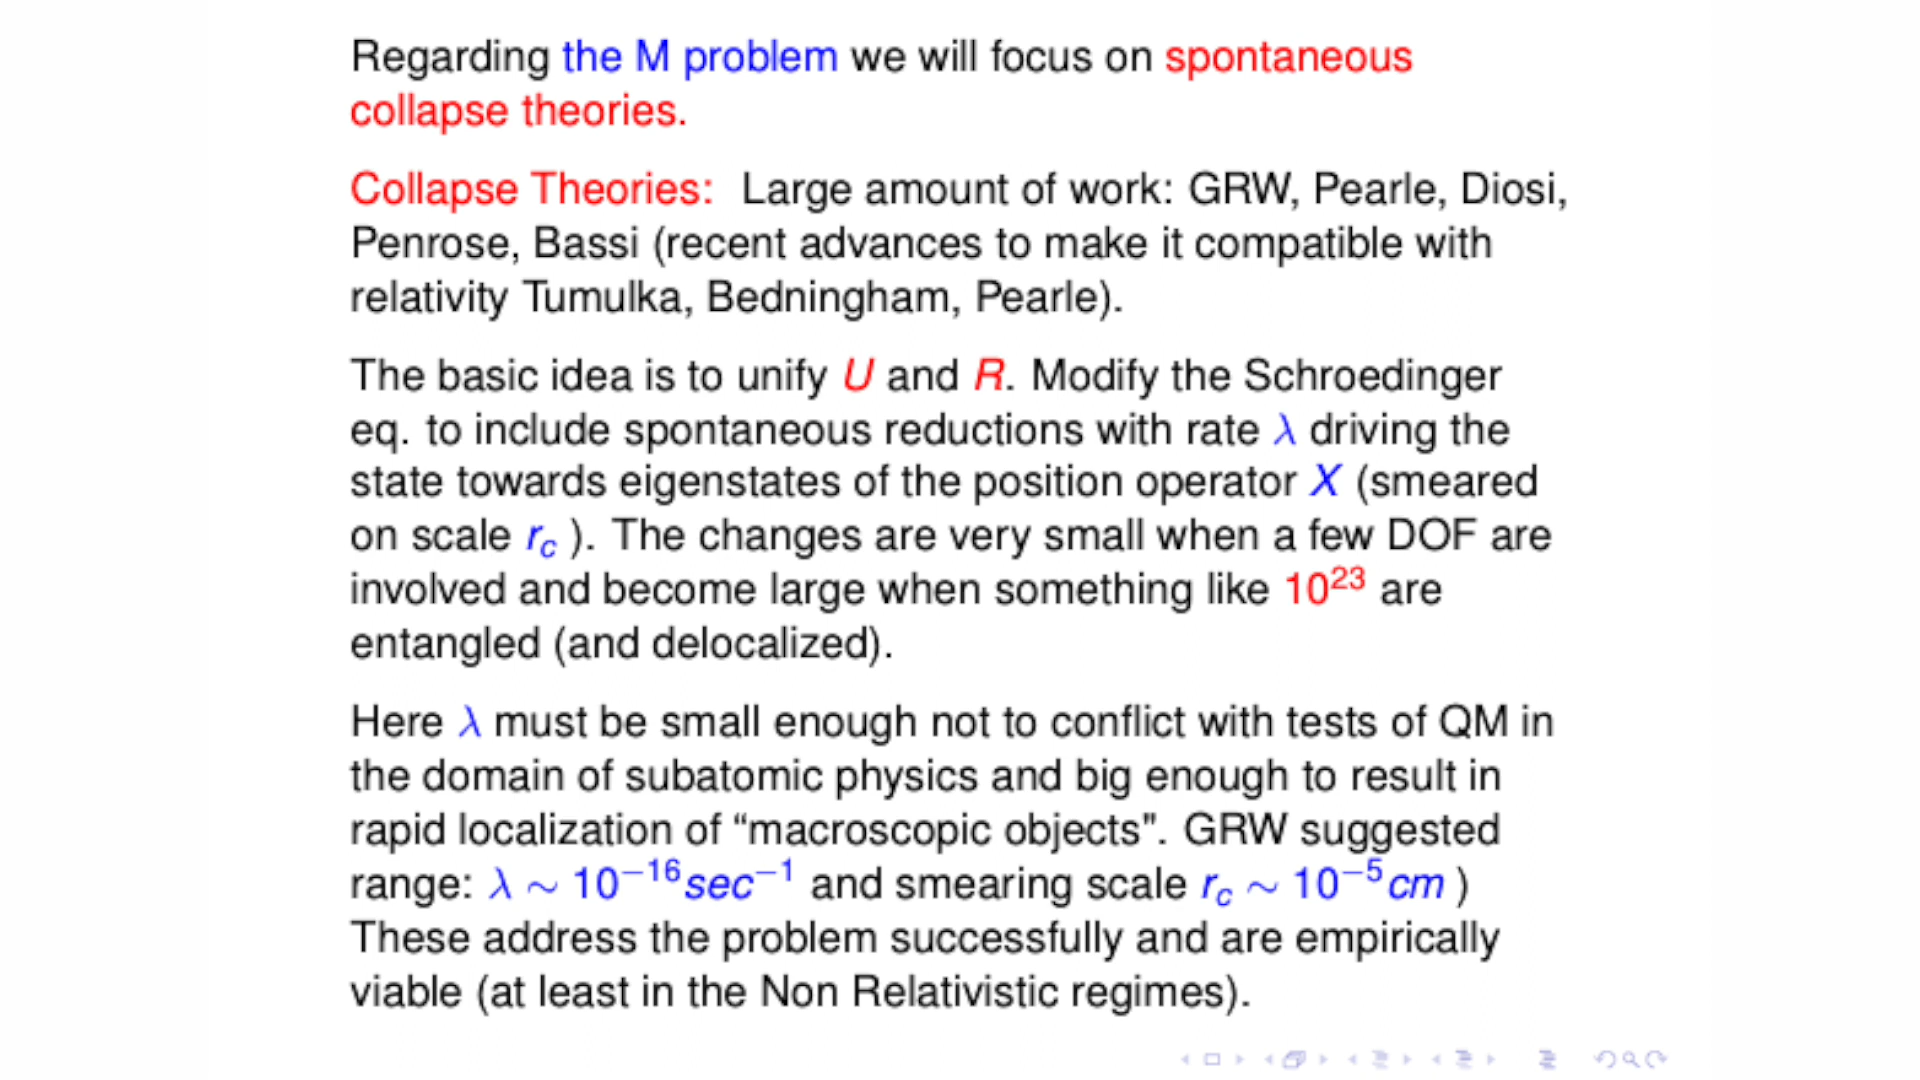 Regarding the M problem we will focus on spontaneous
collapse theories.
Collapse Theories: Large amount of work: GRW, Pearle, Diosi,
Penrose, Bassi (recent advances to make it compatible with
relativity Tumulka, Bedningham, Pearle).
The basic idea is to unify U and R. Modify the Schroedinger
eq. to include spontaneous reductions with rate λ driving the
state towards eigenstates of the position operator X (smeared
on scale r_c ). The changes are very small when a few DOF are
involved and become large when something like 10²³ are
entangled (and delocalized).
Here λ must be small enough not to conflict with tests of QM in
the domain of subatomic physics and big enough to result in
rapid localization of “macroscopic objects". GRW suggested
range: λ ∼ 10⁻¹⁶sec⁻¹ and smearing scale r_c ∼ 10⁻⁵cm )
These address the problem successfully and are empirically
viable (at least in the Non Relativistic regimes).